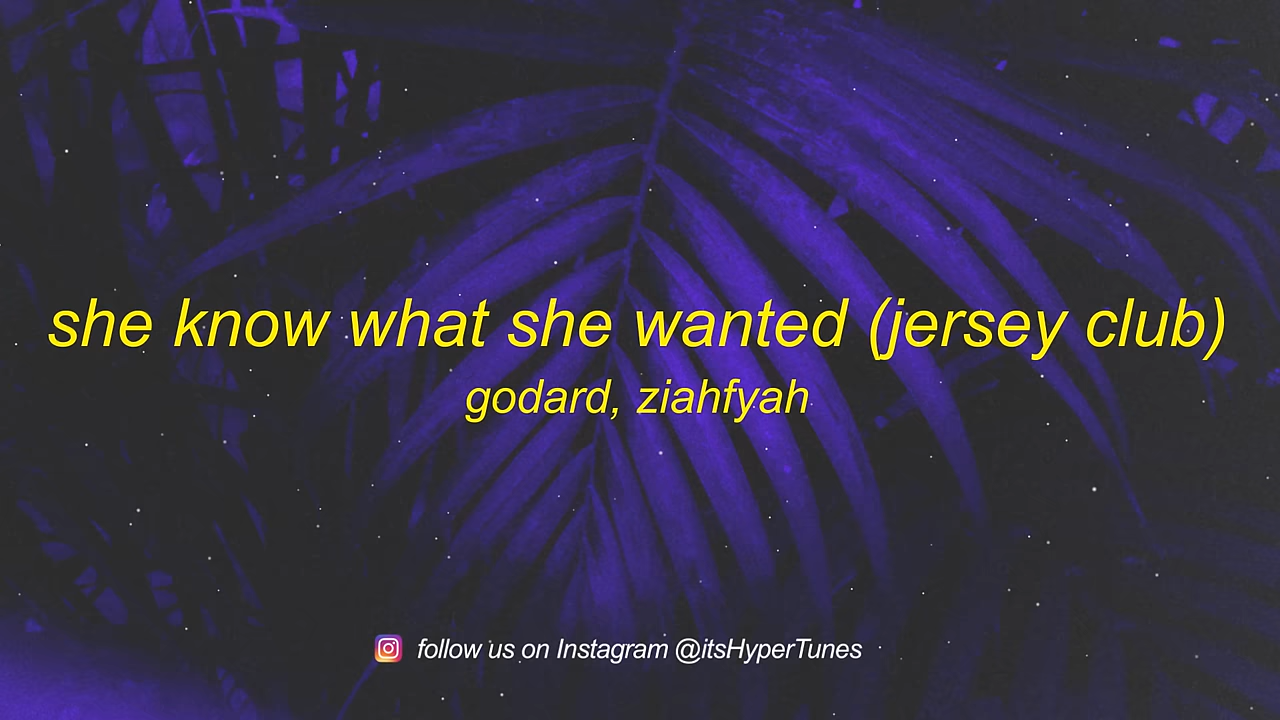 she know what she wanted (jersey club)
godard, ziahfyah
follow us on Instagram @itsHyperTunes